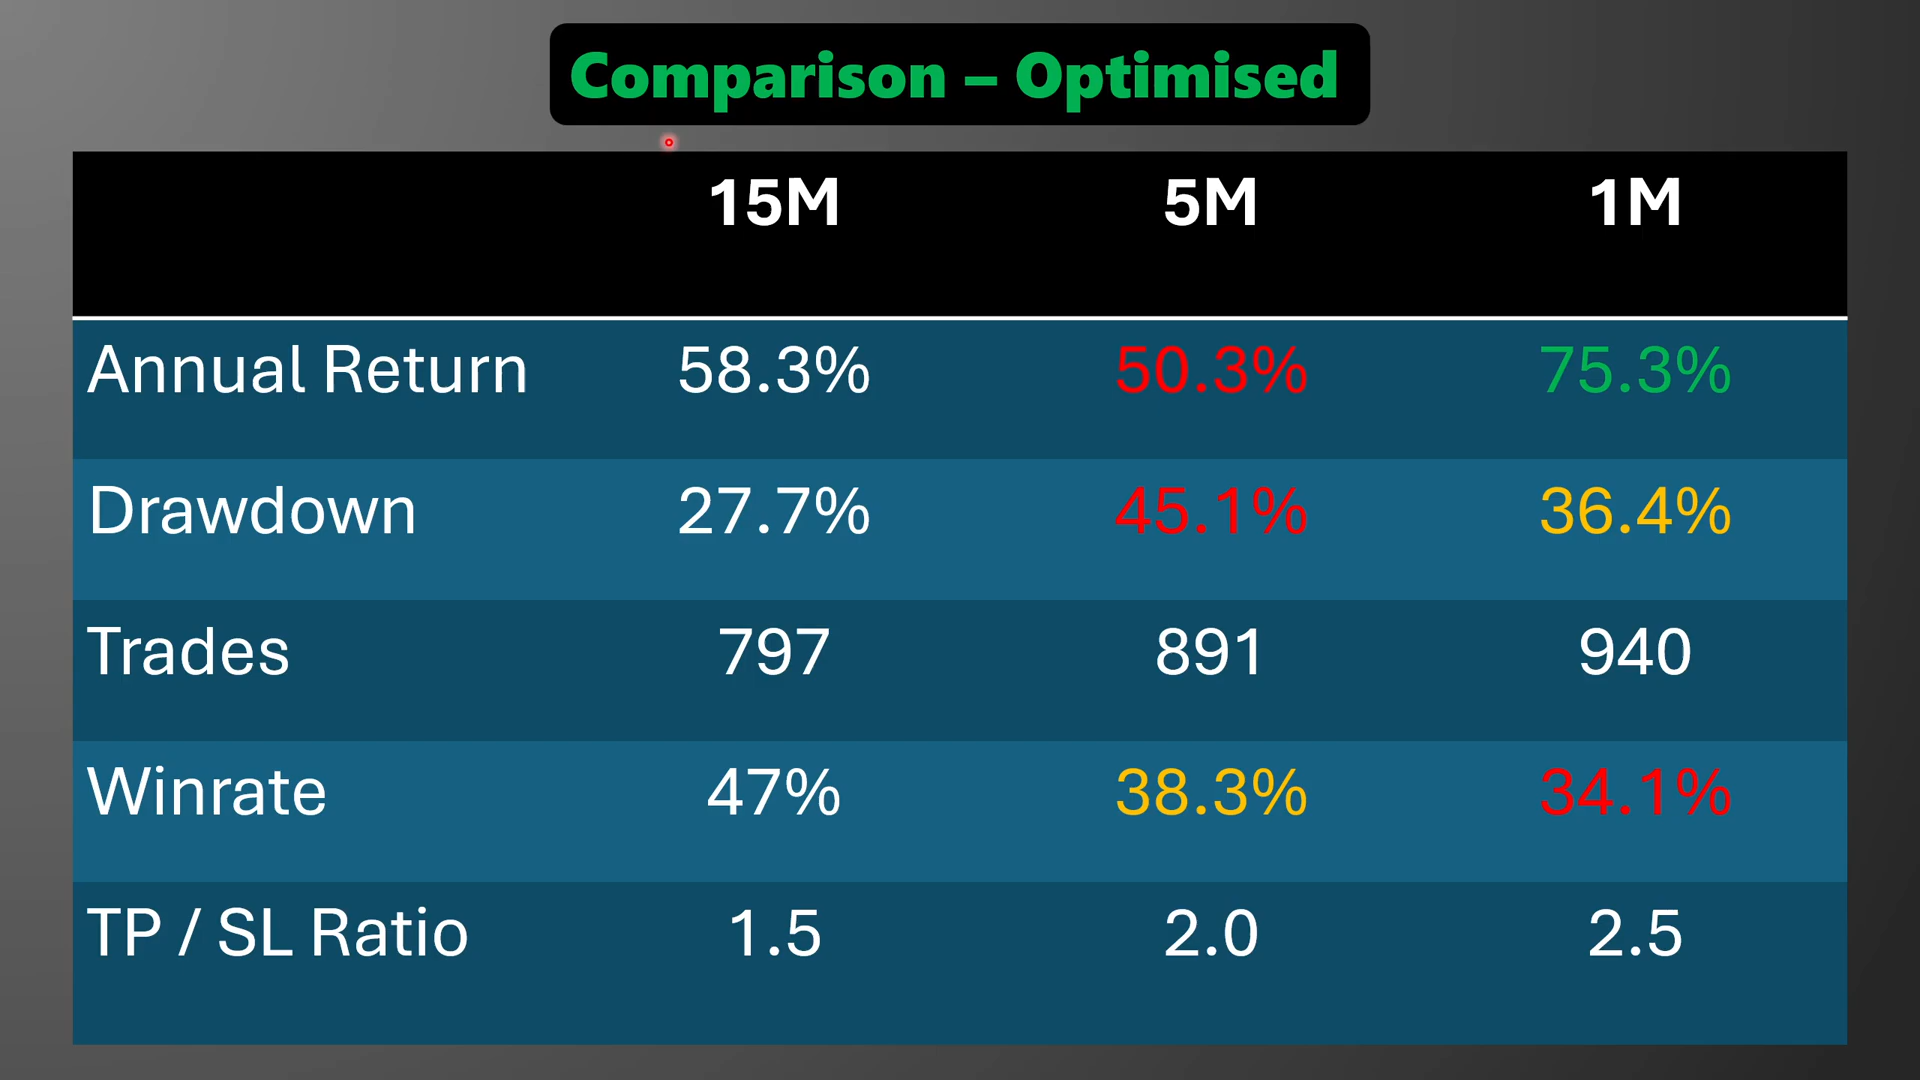 Comparison – Optimised
15M 5M 1M
Annual Return 58.3% 50.3% 75.3%
Drawdown 27.7% 45.1% 36.4%
Trades 797 891 940
Winrate 47% 38.3% 34.1%
TP / SL Ratio 1.5 2.0 2.5